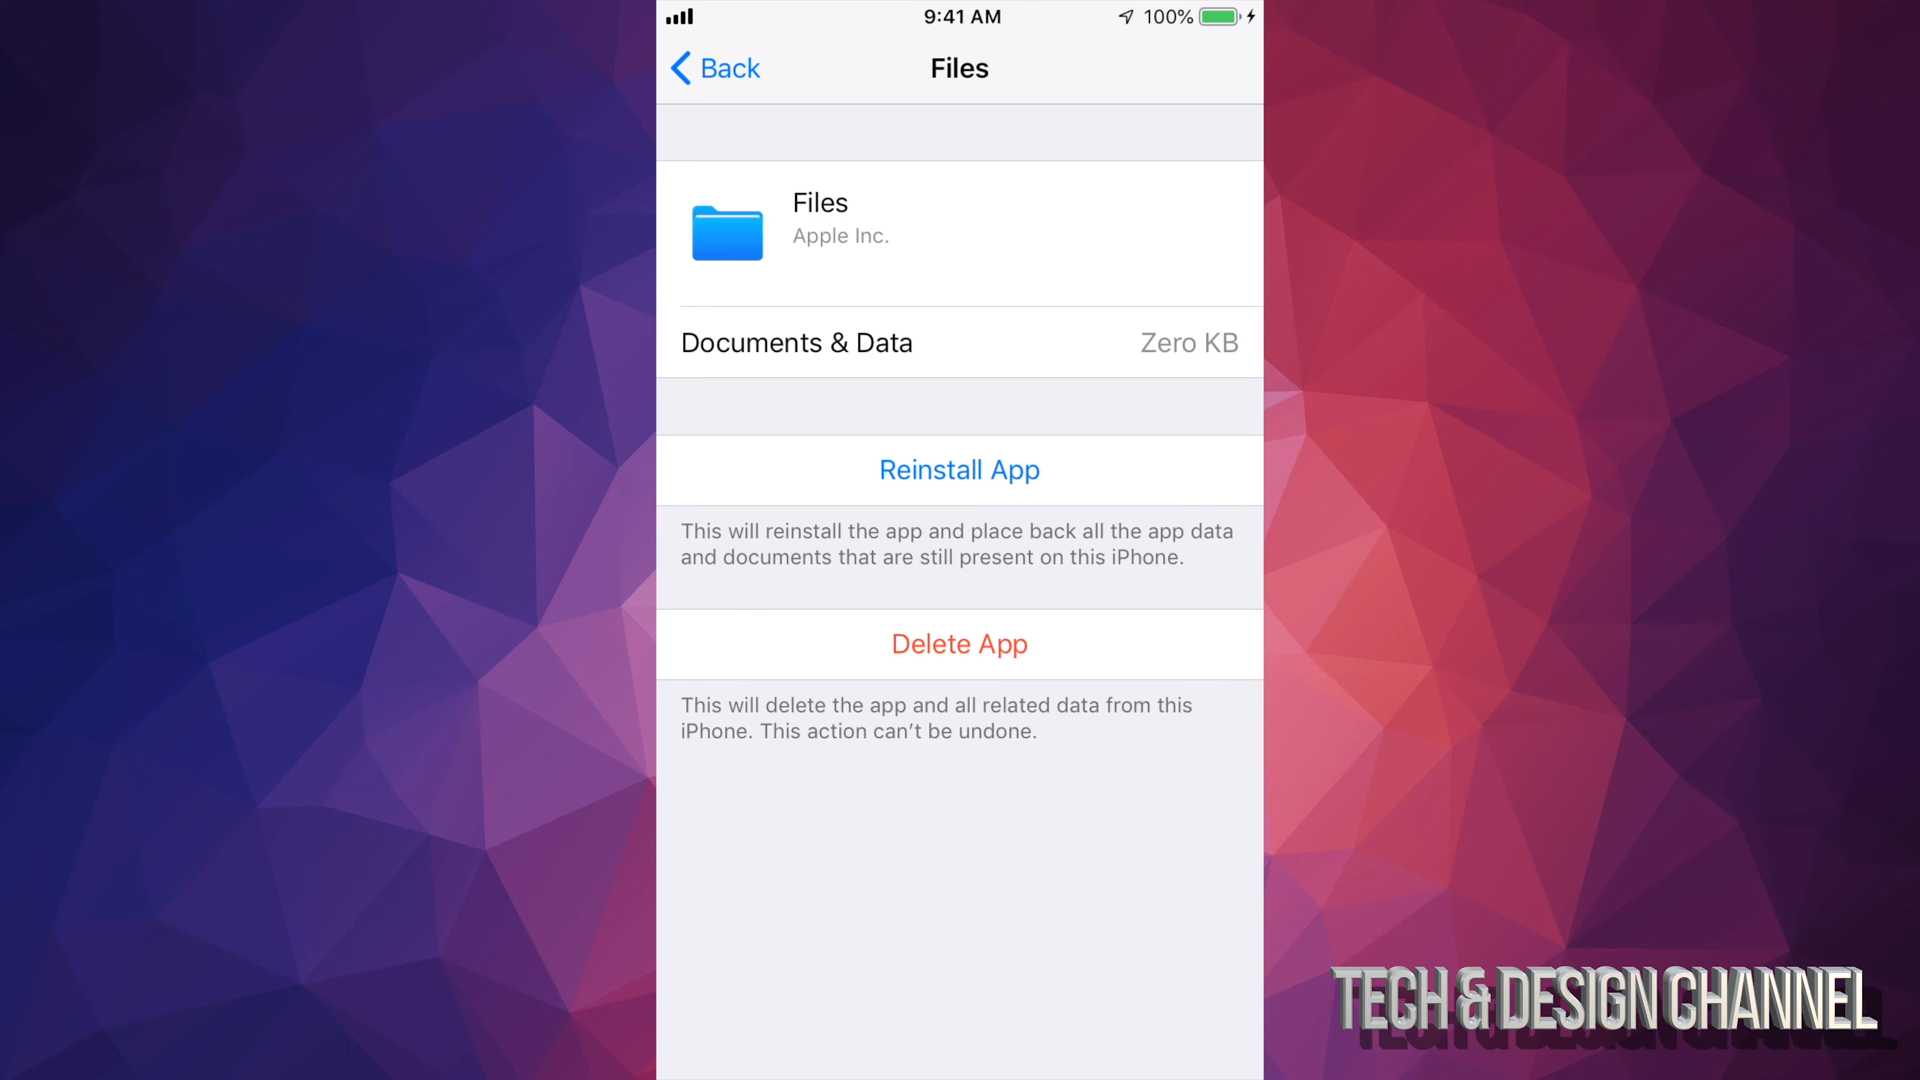 9:41 AM
100%
Back
Files
Files
Apple Inc.
Documents & Data
Zero KB
Reinstall App
This will reinstall the app and place back all the app data
and documents that are still present on this iPhone.
Delete App
This will delete the app and all related data from this
iPhone. This action can’t be undone.
TECH & DESIGN CHANNEL